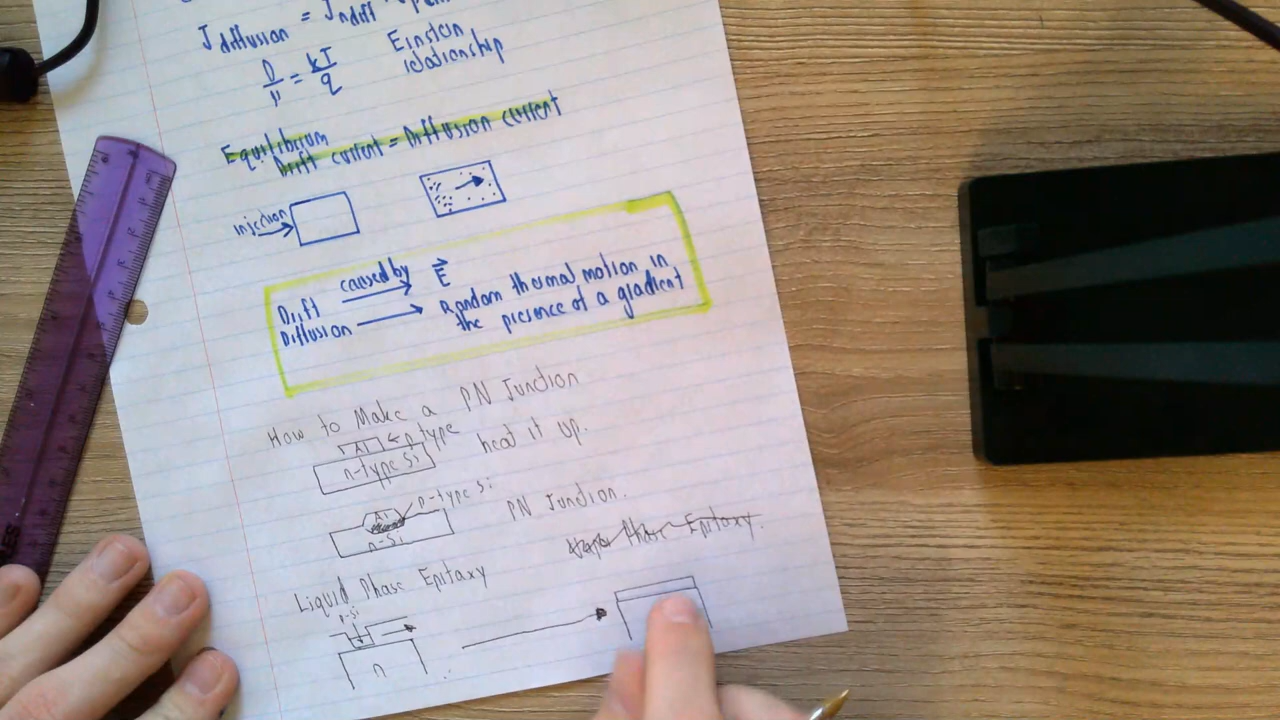 J diffusion = Jndiff
D/μ = kT/q
Einston
relationship
Equilibrium
Drift current = Diffusion current
injection
Drift caused by E
Diffusion Random thermal motion in
the presence of a gradient
How to Make a PN Junction
Al p type
n-type Si
heat it up.
Al p-type Si
n-Si
PN Junction.
Phase Epitaxy.
Liquid Phase Epitaxy
p-Si
n